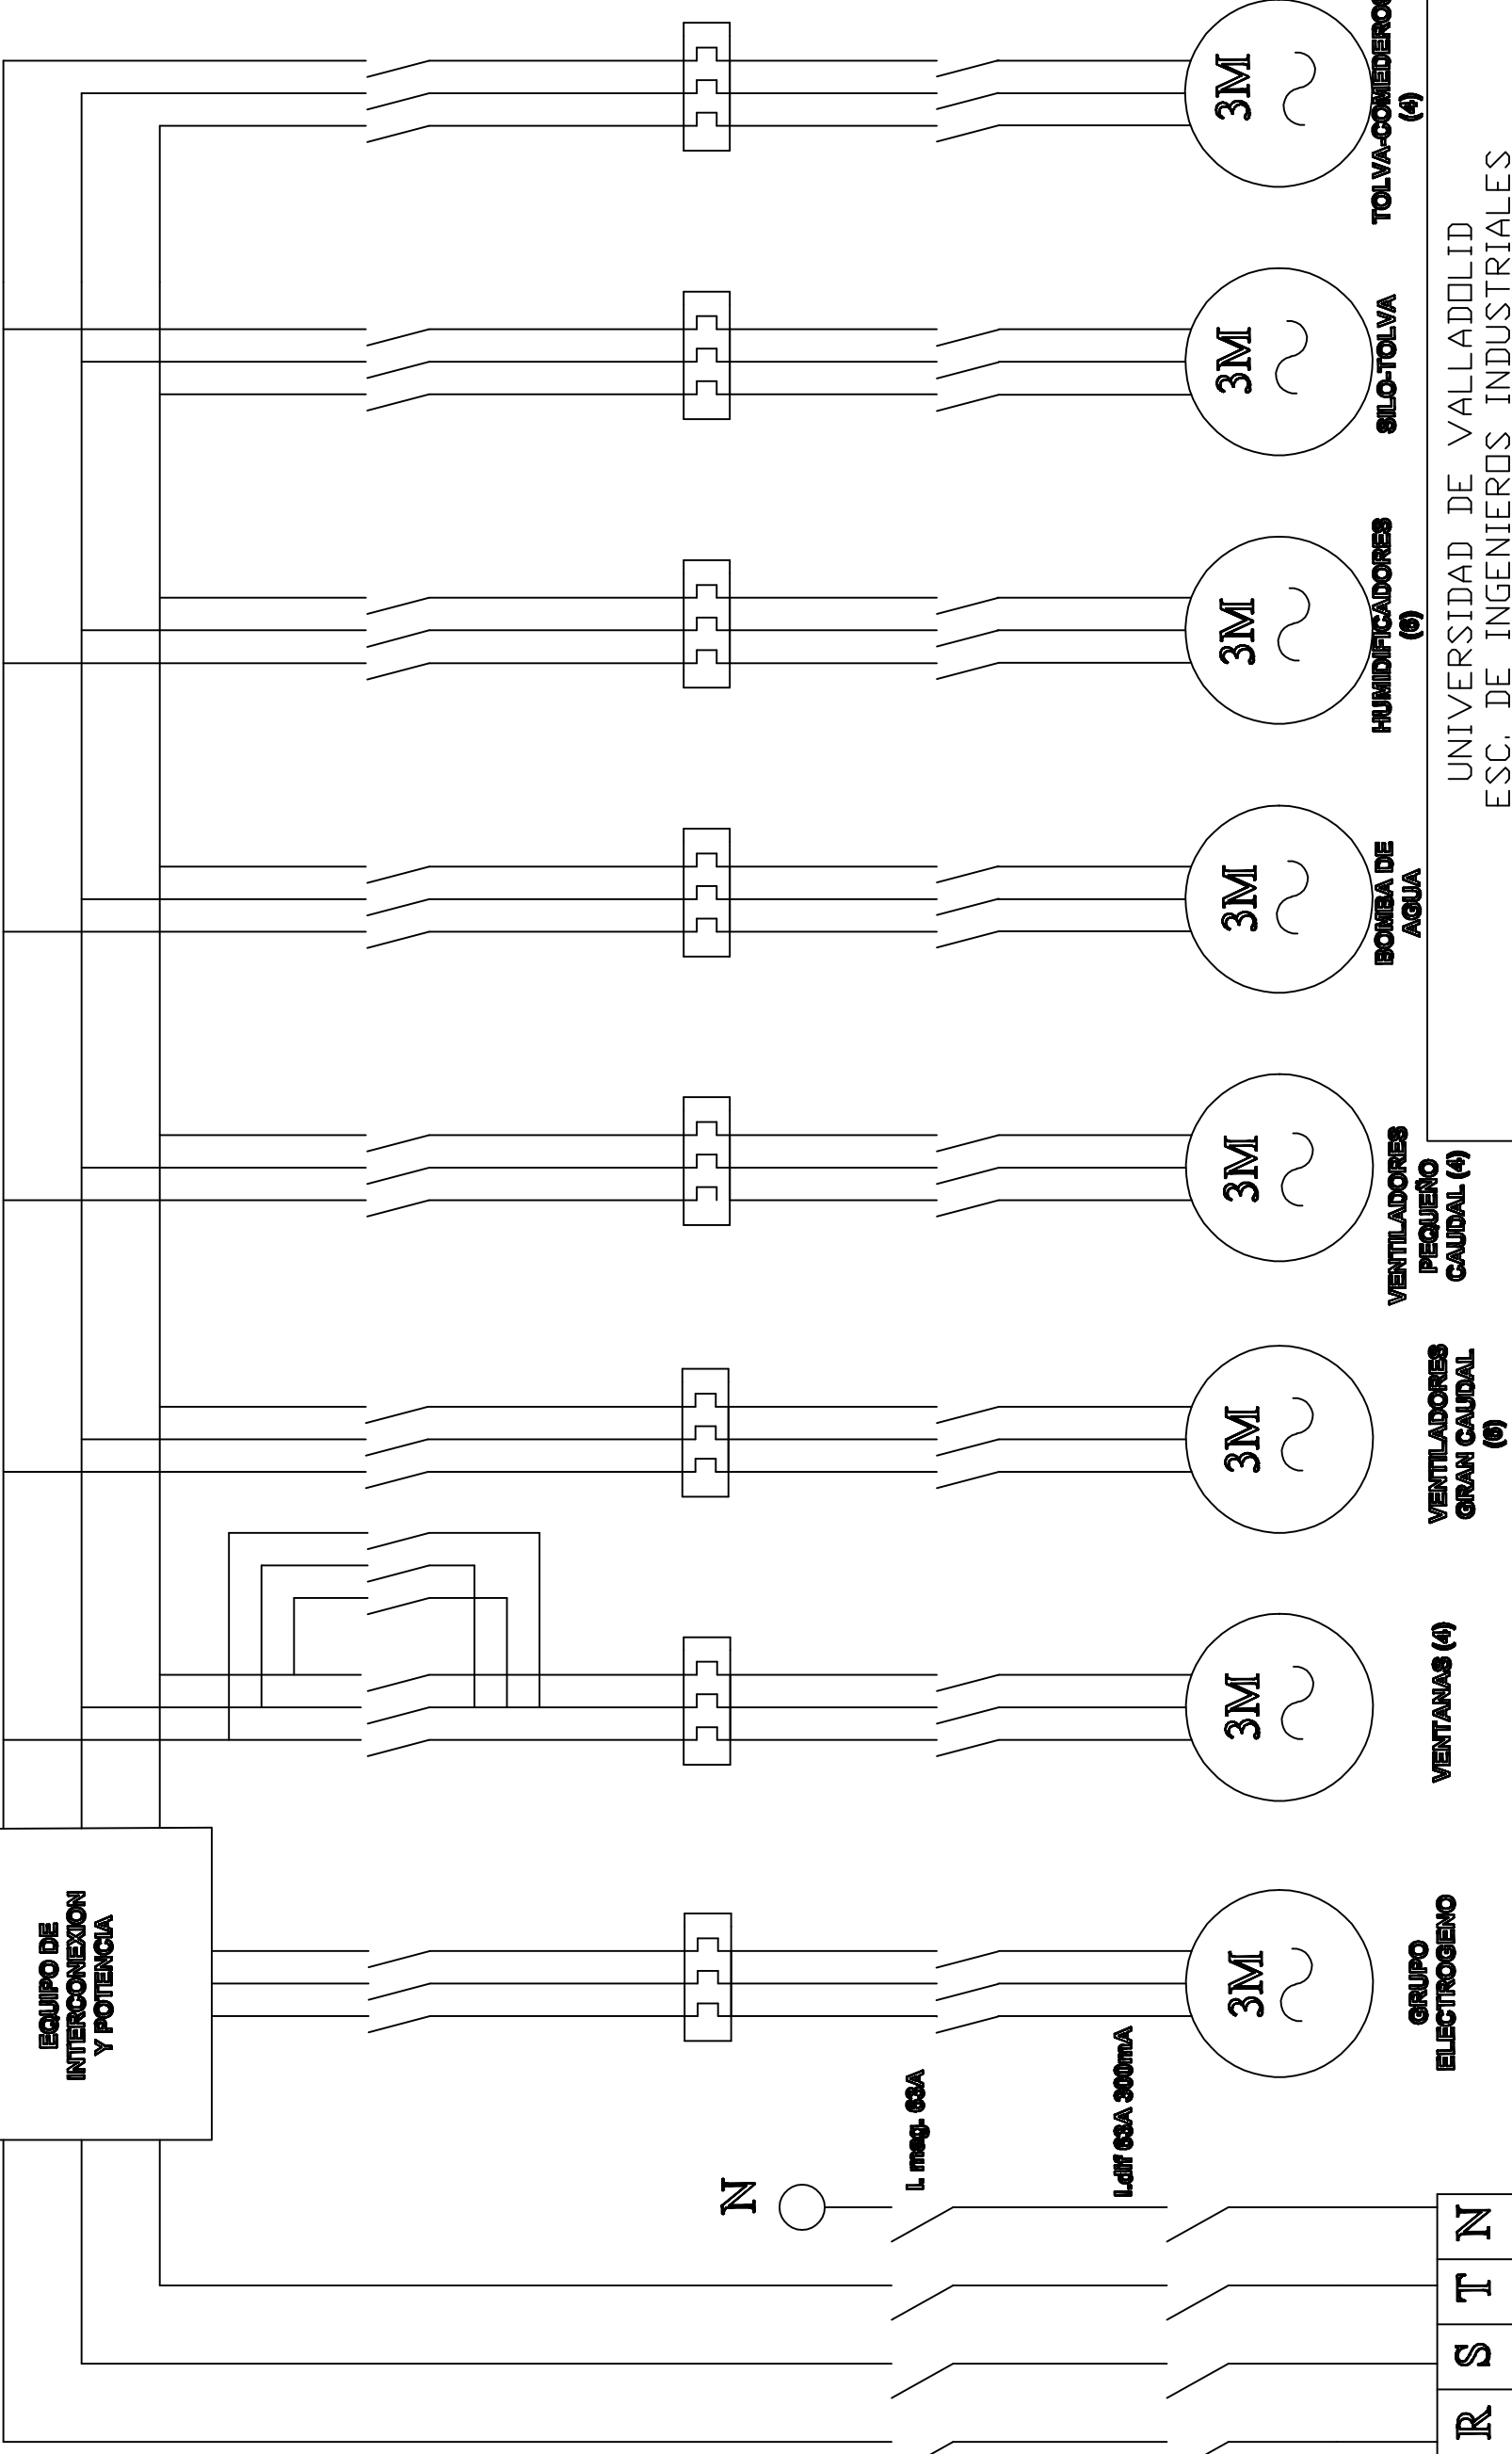 EQUIPO DE
INTERCONEXION
Y POTENCIA
N
I. mag. 63A
I.dif 63A 300mA
R
S
T
N
3M
GRUPO
ELECTROGENO
3M
VENTANAS (4)
3M
VENTILADORES
GRAN CAUDAL
(6)
3M
VENTILADORES
PEQUEÑO
CAUDAL (4)
3M
BOMBA DE
AGUA
3M
HUMIDIFICADORES
(6)
3M
SILO-TOLVA
3M
TOLVA-COMEDEROS
(4)
UNIVERSIDAD DE VALLADOLID
ESC. DE INGENIEROS INDUSTRIALES